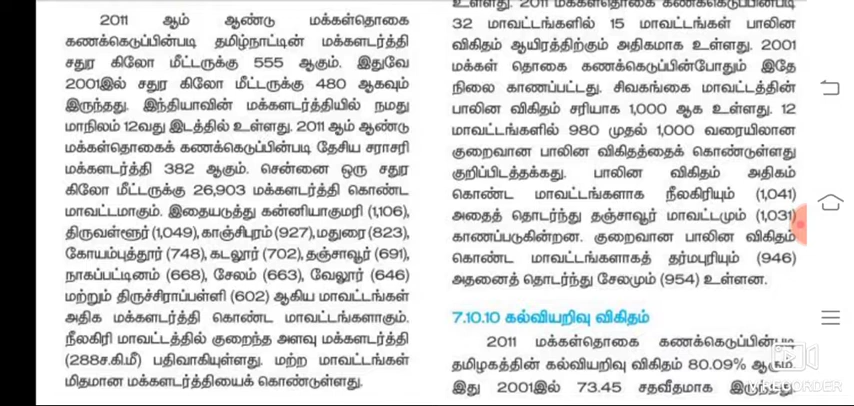 2011 ஆம் ஆண்டு மக்கள்தொகை
கணக்கெடுப்பின்படி தமிழ்நாட்டின் மக்களடர்த்தி
சதுர கிலோ மீட்டருக்கு 555 ஆகும். இதுவே
2001இல் சதுர கிலோ மீட்டருக்கு 480 ஆகவும்
இருந்தது. இந்தியாவின் மக்களடர்த்தியில் நமது
மாநிலம் 12வது இடத்தில் உள்ளது. 2011 ஆம் ஆண்டு
மக்கள்தொகைக் கணக்கெடுப்பின்படி தேசிய சராசரி
மக்களடர்த்தி 382 ஆகும். சென்னை ஒரு சதுர
கிலோ மீட்டருக்கு 26,903 மக்களடர்த்தி கொண்ட
மாவட்டமாகும். இதையடுத்து கன்னியாகுமரி (1,106),
திருவள்ளூர் (1,049), காஞ்சிபுரம் (927), மதுரை (823),
கோயம்புத்தூர் (748), கடலூர் (702), தஞ்சாவூர் (691),
நாகப்பட்டினம் (668), சேலம் (663), வேலூர் (646)
மற்றும் திருச்சிராப்பள்ளி (602) ஆகிய மாவட்டங்கள்
அதிக மக்களடர்த்தி கொண்ட மாவட்டங்களாகும்.
நீலகிரி மாவட்டத்தில் குறைந்த அளவு மக்களடர்த்தி
(288ச.கி.மீ) பதிவாகியுள்ளது. மற்ற மாவட்டங்கள்
மிதமான மக்களடர்த்தியைக் கொண்டுள்ளது.
உள்ளது. 2011 மக்கள்தொகை கணக்கெடுப்பின்படி
32 மாவட்டங்களில் 15 மாவட்டங்கள் பாலின
விகிதம் ஆயிரத்திற்கும் அதிகமாக உள்ளது. 2001
மக்கள் தொகை கணக்கெடுப்பின்போதும் இதே
நிலை காணப்பட்டது. சிவகங்கை மாவட்டத்தின்
பாலின விகிதம் சரியாக 1,000 ஆக உள்ளது. 12
மாவட்டங்களில் 980 முதல் 1,000 வரையிலான
குறைவான பாலின விகிதத்தைக் கொண்டுள்ளது
குறிப்பிடத்தக்கது. பாலின விகிதம் அதிகம்
கொண்ட மாவட்டங்களாக நீலகிரியும் (1,041)
அதைத் தொடர்ந்து தஞ்சாவூர் மாவட்டமும் (1,031)
காணப்படுகின்றன. குறைவான பாலின விகிதம்
கொண்ட மாவட்டங்களாகத் தர்மபுரியும் (946)
அதனைத் தொடர்ந்து சேலமும் (954) உள்ளன.
7.10.10 கல்வியறிவு விகிதம்
2011 மக்கள்தொகை கணக்கெடுப்பின்படி
தமிழகத்தின் கல்வியறிவு விகிதம் 80.09% ஆகும்.
இது 2001இல் 73.45 சதவீதமாக இருந்தது.